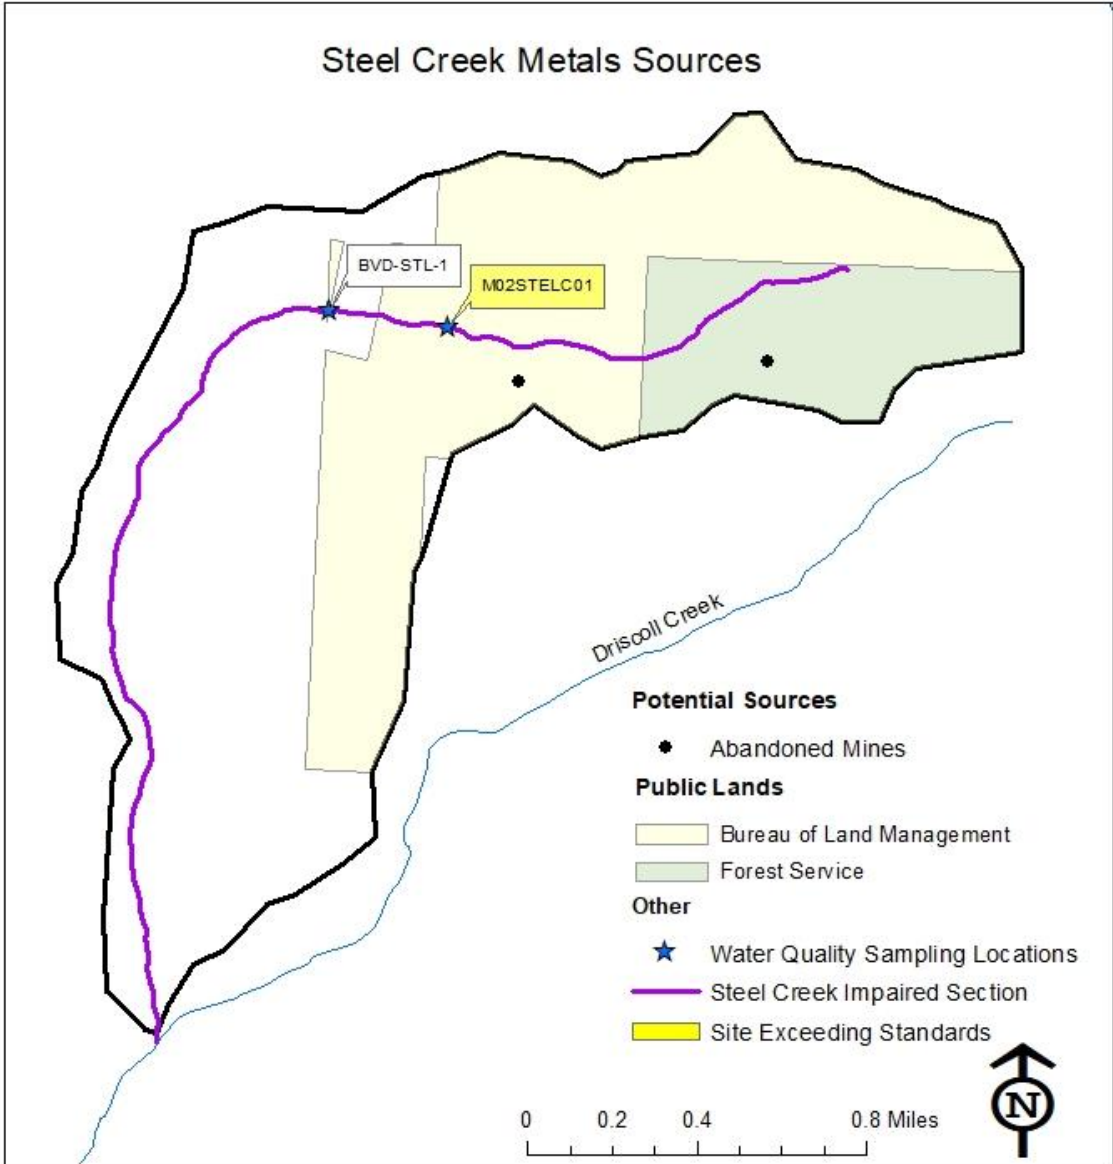 Steel Creek Metals Sources
BVD-STL-1
M02STELC01
Driscoll Creek
Potential Sources
Abandoned Mines
Public Lands
Bureau of Land Management
Forest Service
Other
Water Quality Sampling Locations
Steel Creek Impaired Section
Site Exceeding Standards
N
0 0.2 0.4 0.8 Miles